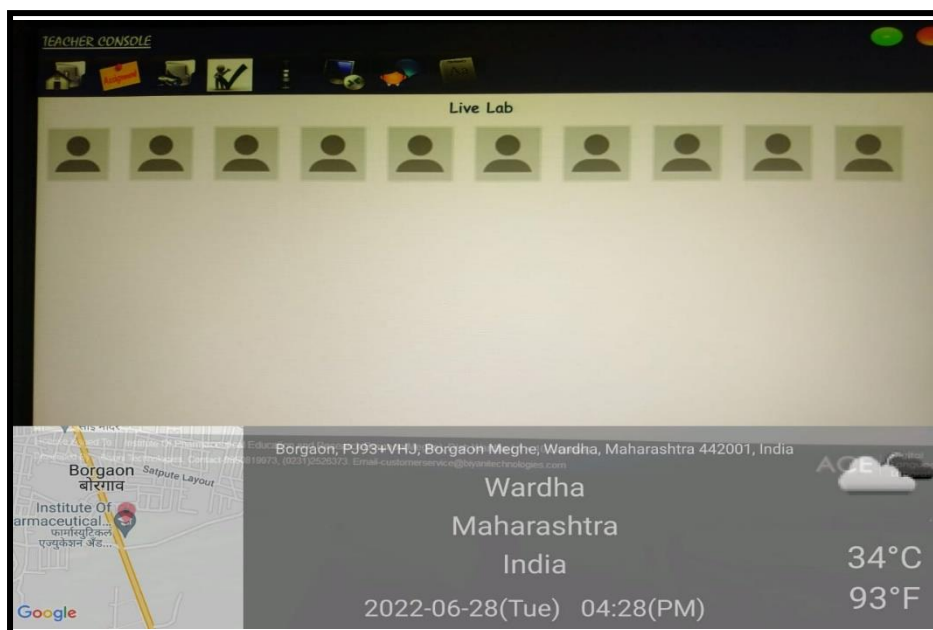 TEACHER CONSOLE
Assignment
Live Lab
Borgaon, PJ93+VHJ, Borgaon Meghe, Wardha, Maharashtra 442001, India
Wardha
Maharashtra
India
2022-06-28(Tue) 04:28(PM)
34°C
93°F
Borgaon
बोरगाव
Satpute Layout
Institute Of
armaceutical...
फार्मास्युटिकल
एज्युकेशन अँड...
Google
ACE